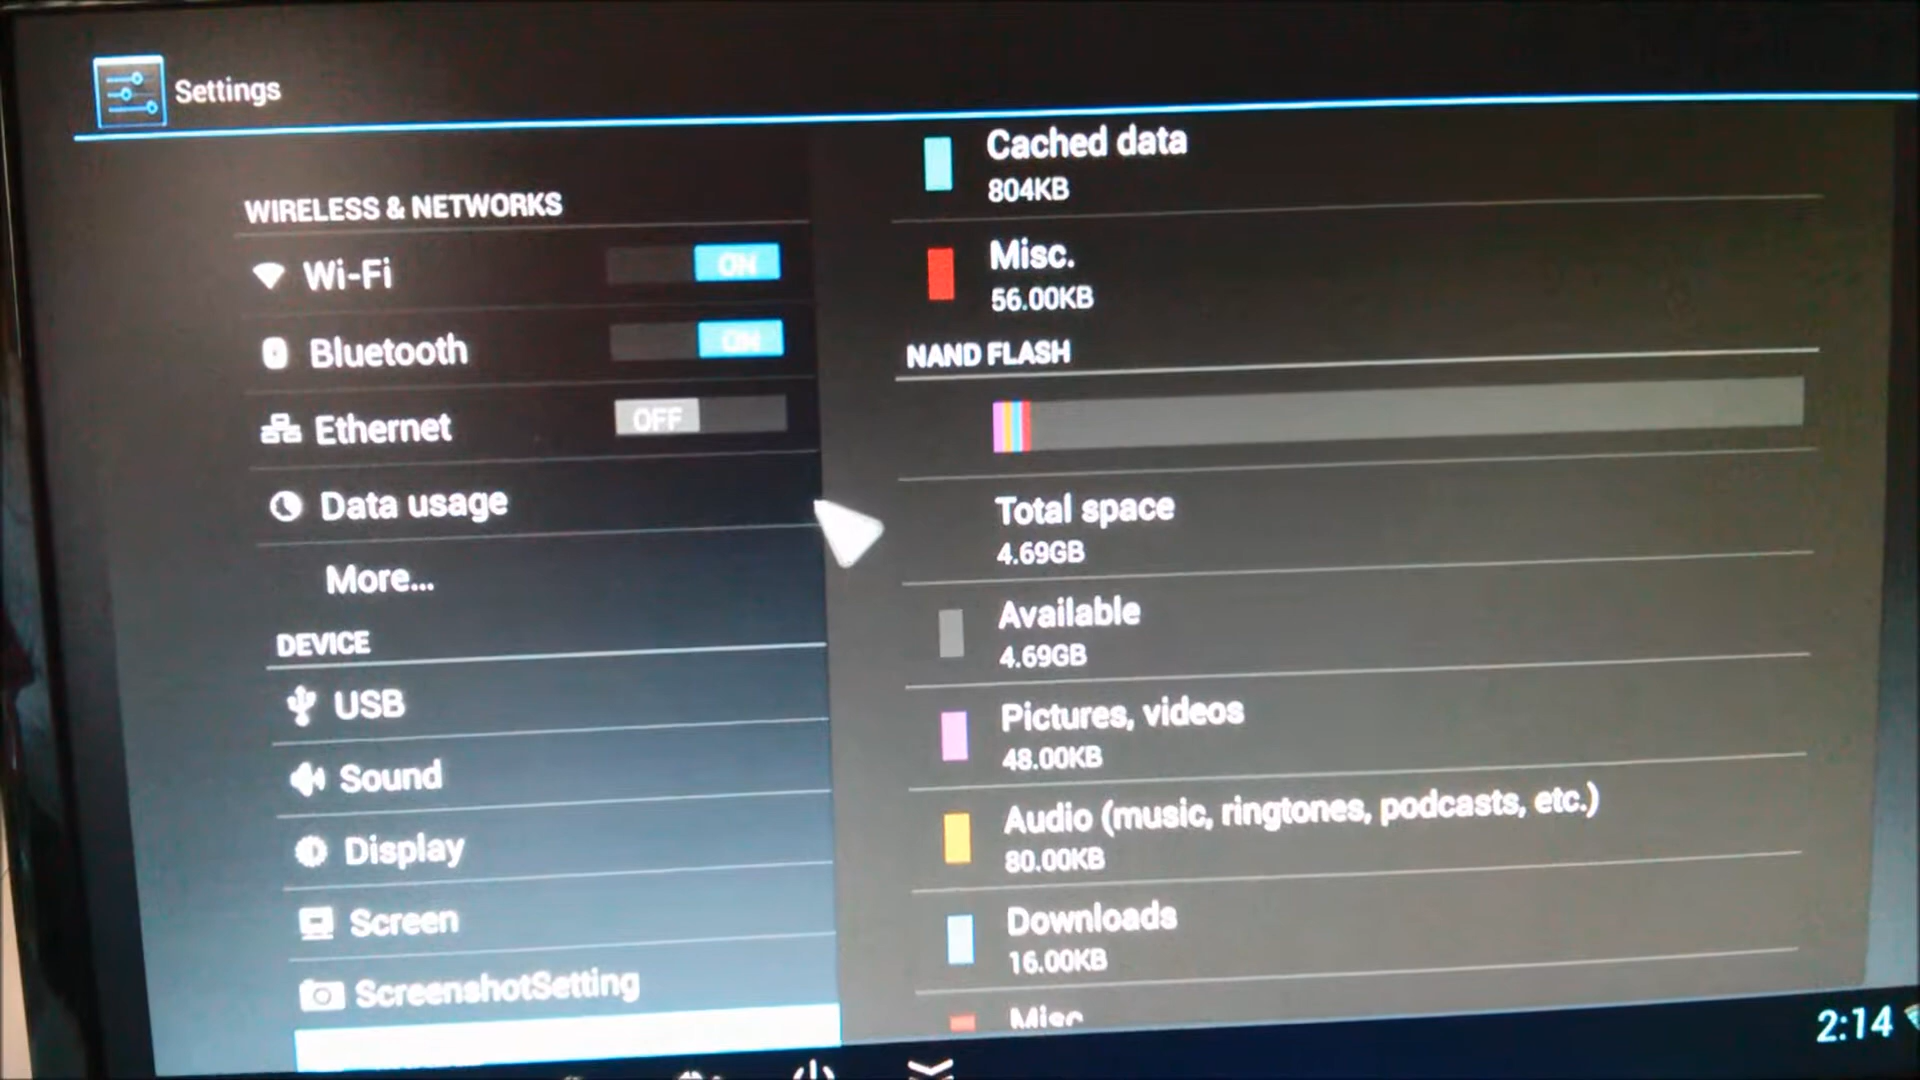 Settings
WIRELESS & NETWORKS
Wi-Fi
ON
Bluetooth
ON
Ethernet
OFF
Data usage
More...
DEVICE
USB
Sound
Display
Screen
ScreenshotSetting
Cached data
804KB
Misc.
56.00KB
NAND FLASH
Total space
4.69GB
Available
4.69GB
Pictures, videos
48.00KB
Audio (music, ringtones, podcasts, etc.)
80.00KB
Downloads
16.00KB
Misc
2:14